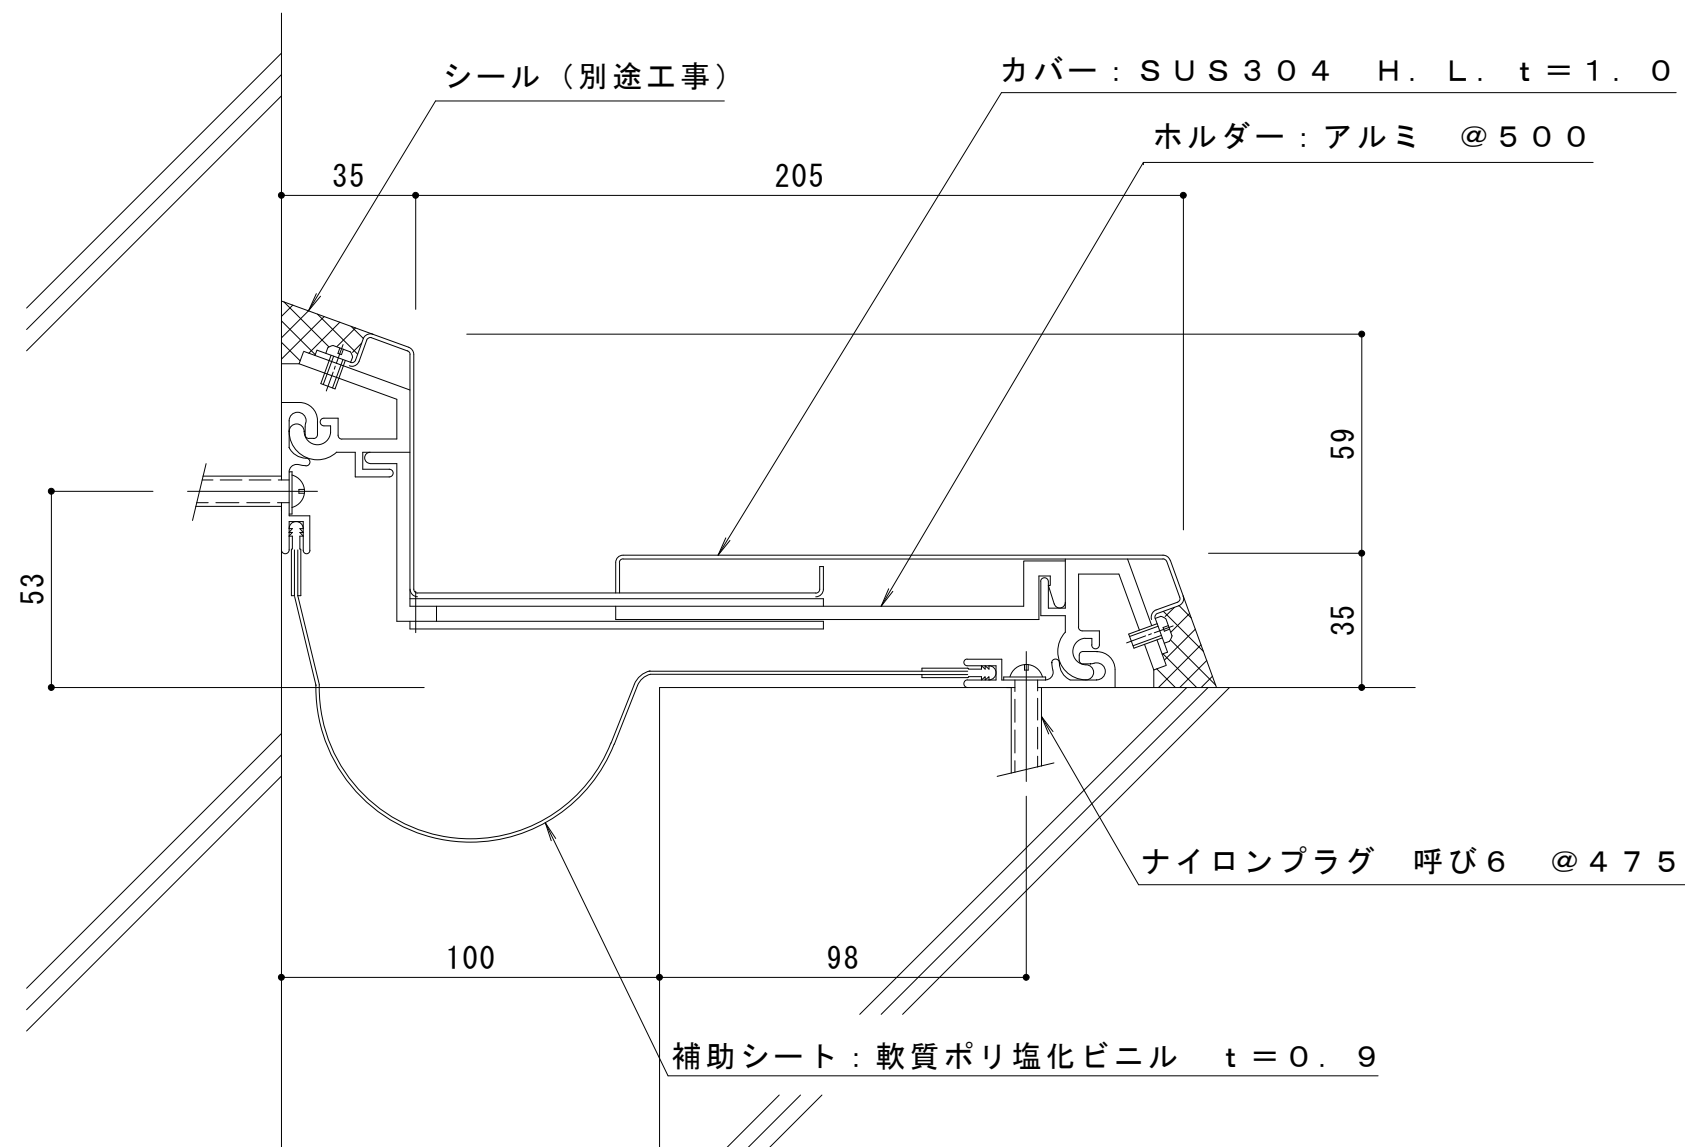 シール（別途工事）
カバー：ＳＵＳ３０４　Ｈ．Ｌ．ｔ＝１．０
ホルダー：アルミ　＠５００
35
205
59
53
35
ナイロンプラグ　呼び６　＠４７５
100
98
補助シート：軟質ポリ塩化ビニル　ｔ＝０．９